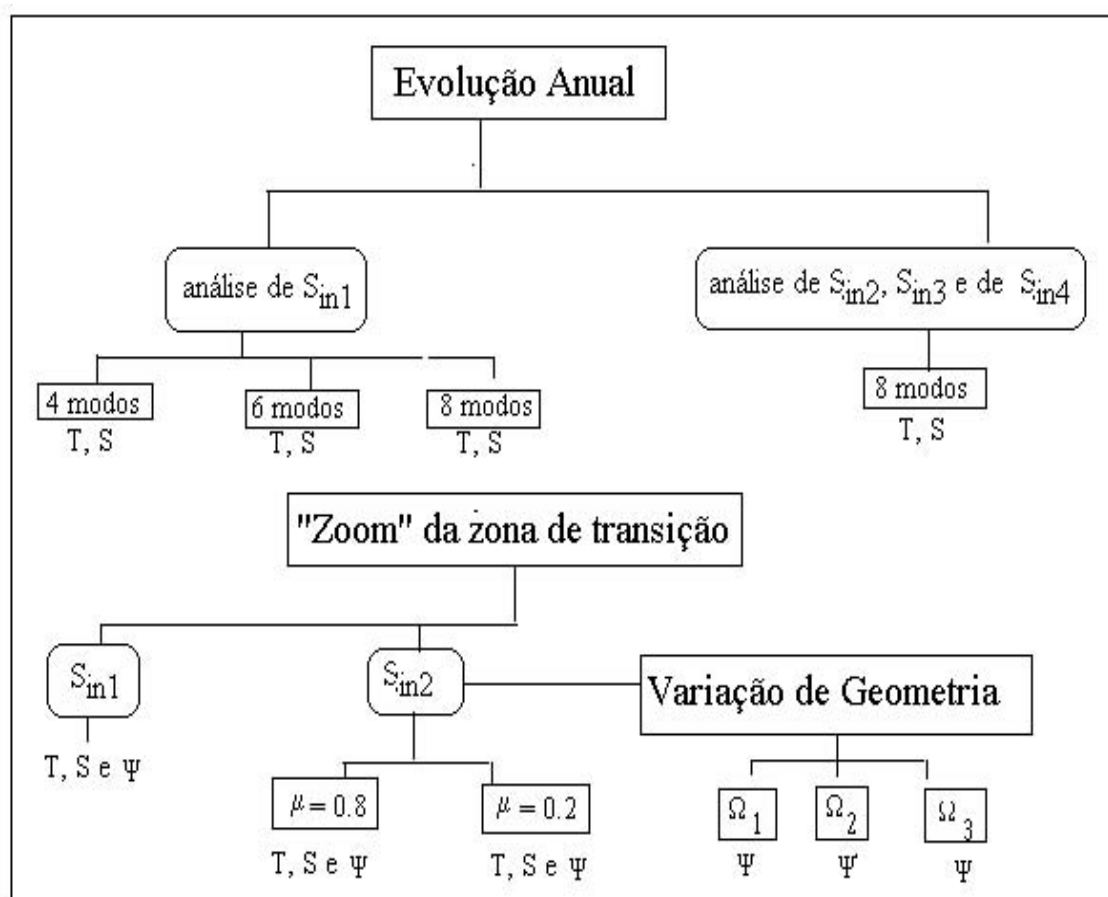 Evolução Anual
análise de Sin1
análise de Sin2, Sin3 e de Sin4
4 modos
6 modos
8 modos
8 modos
T, S
T, S
T, S
T, S
"Zoom" da zona de transição
Sin1
Sin2
Variação de Geometria
T, S e Ψ
μ = 0.8
μ = 0.2
Ω1
Ω2
Ω3
T, S e Ψ
T, S e Ψ
Ψ
Ψ
Ψ